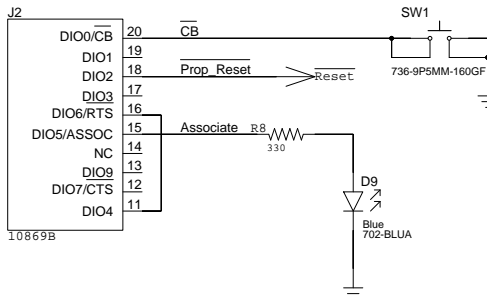 J2
SW1
DIO0/CB 20 CB
DIO1 19
DIO2 18 Prop_Reset Reset
736-9P5MM-160GF
DIO3 17
DIO6/RTS 16
DIO5/ASSOC 15 Associate R8
330
NC 14
DIO9 13
DIO7/CTS 12
DIO4 11
D9
Blue
702-BLUA
10869B